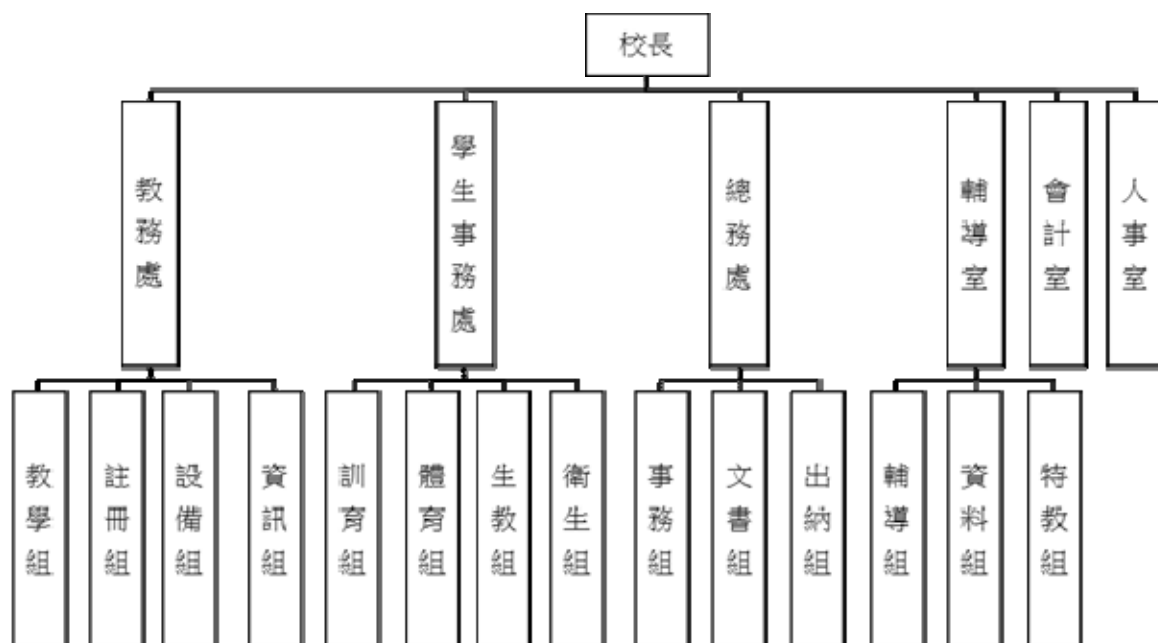 校長
教務處
學生事務處
總務處
輔導室
會計室
人事室
教學組
註冊組
設備組
資訊組
訓育組
體育組
生教組
衛生組
事務組
文書組
出納組
輔導組
資料組
特教組